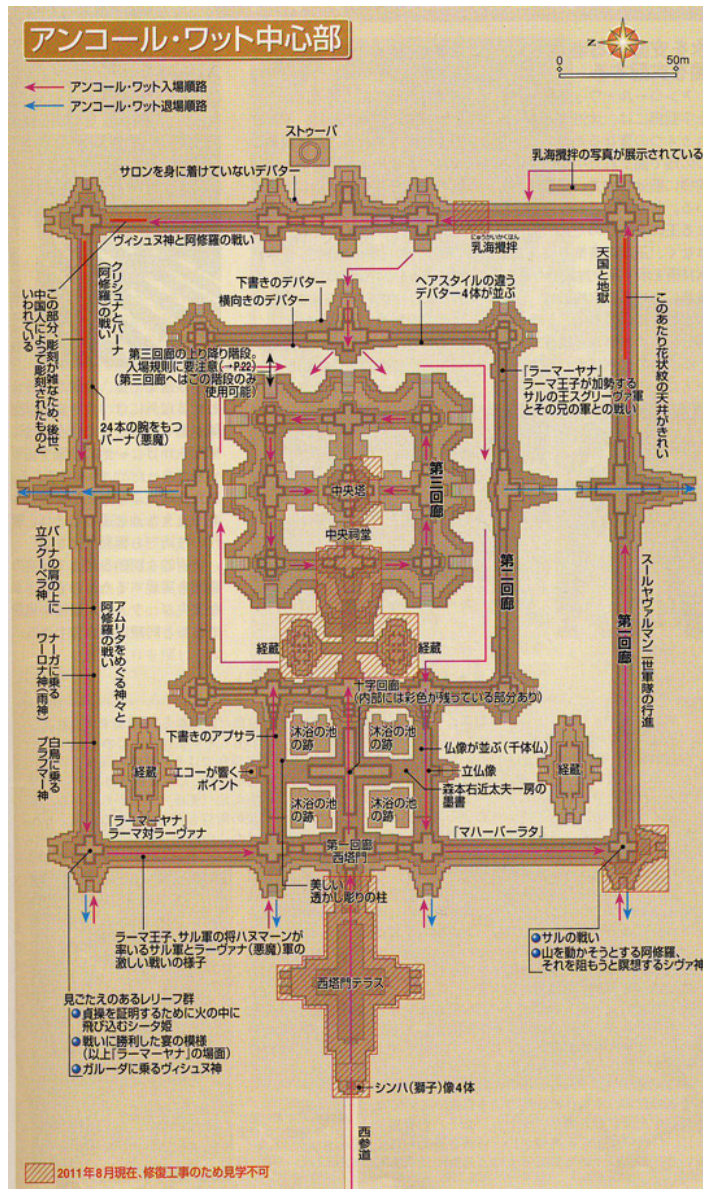 アンコール・ワット中心部
N
0
50m
アンコール・ワット入場順路
アンコール・ワット退場順路
ストゥーパ
乳海攪拌の写真が展示されている
サロンを身に着けていないデバター
ヴィシュヌ神と阿修羅の戦い
にゅうかいかくはん
乳海攪拌
天国と地獄
このあたり花状紋の天井がきれい
クリシュナとバーナ
(阿修羅)の戦い
この部分、彫刻が雑なため、後世、
中国人によって彫刻されたものと
いわれている
下書きのデバター
横向きのデバター
ヘアスタイルの違う
デバター4体が並ぶ
第三回廊の上り降り階段。
入場規則に要注意(→P.22)
(第三回廊へはこの階段のみ
使用可能)
『ラーマーヤナ』
ラーマ王子が加勢する
サルの王スグリーヴァ軍
とその兄の軍との戦い
24本の腕をもつ
バーナ(悪魔)
第三回廊
中央塔
中央祠堂
第二回廊
第一回廊
スールヤヴァルマン二世軍隊の行進
バーナの肩の上に
立つクーベラ神
アムリタをめぐる神々と
阿修羅の戦い
ナーガに乗る
ワーロナ神(雨神)
白鳥に乗る
ブラフマー神
経蔵
経蔵
十字回廊
(内部には彩色が残っている部分あり)
下書きのアプサラ
沐浴の池
の跡
沐浴の池
の跡
仏像が並ぶ(千体仏)
経蔵
エコーが響く
ポイント
立仏像
経蔵
沐浴の池
の跡
沐浴の池
の跡
森本右近太夫一房の
墨書
『ラーマーヤナ』
ラーマ対ラーヴァナ
第一回廊
西塔門
『マハーバーラタ』
美しい
透かし彫りの柱
ラーマ王子、サル軍の将ハヌマーンが
率いるサル軍とラーヴァナ(悪魔)軍の
激しい戦いの様子
サルの戦い
山を動かそうとする阿修羅、
それを阻もうと瞑想するシヴァ神
西塔門テラス
見ごたえのあるレリーフ群
貞操を証明するために火の中に
飛び込むシータ姫
戦いに勝利した宴の模様
(以上『ラーマーヤナ』の場面)
ガルーダに乗るヴィシュヌ神
シンハ(獅子)像4体
西参道
2011年8月現在、修復工事のため見学不可